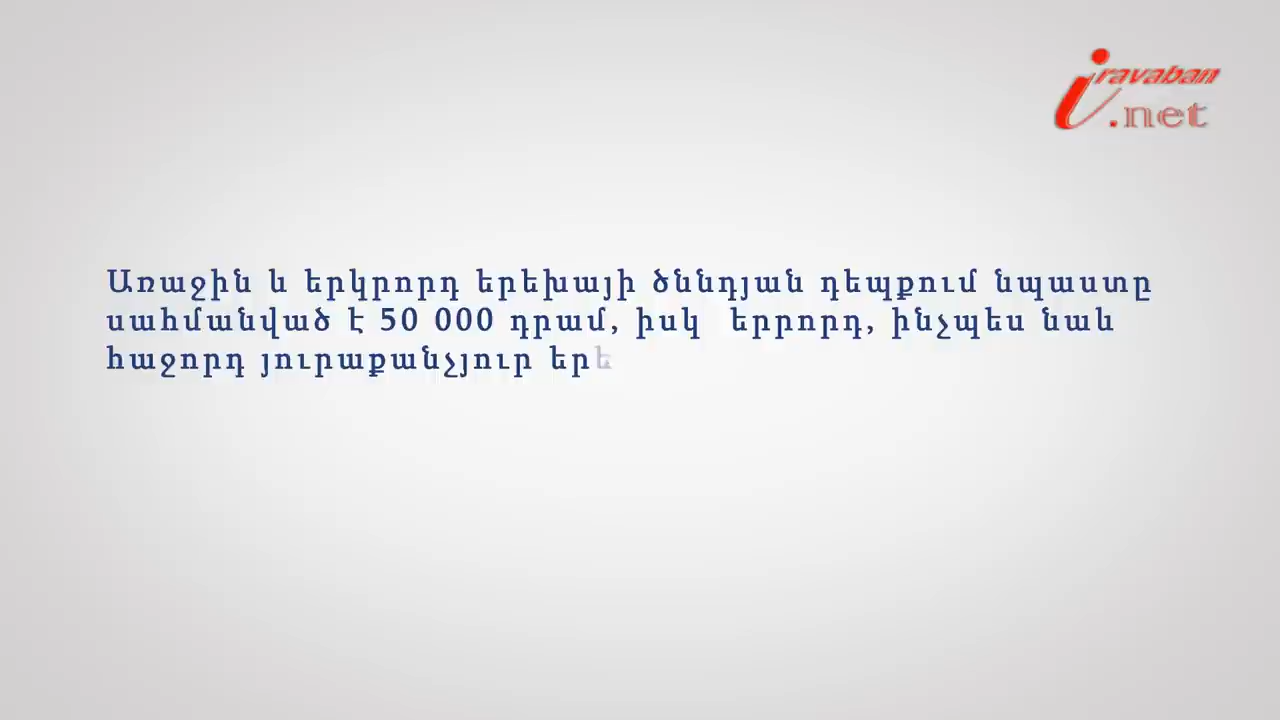 iravaban
.net
Առաջին և երկրորդ երեխայի ծննդյան դեպքում նպաստը
սահմանված է 50 000 դրամ, իսկ երրորդ, ինչպես նաև
հաջորդ յուրաքանչյուր երե